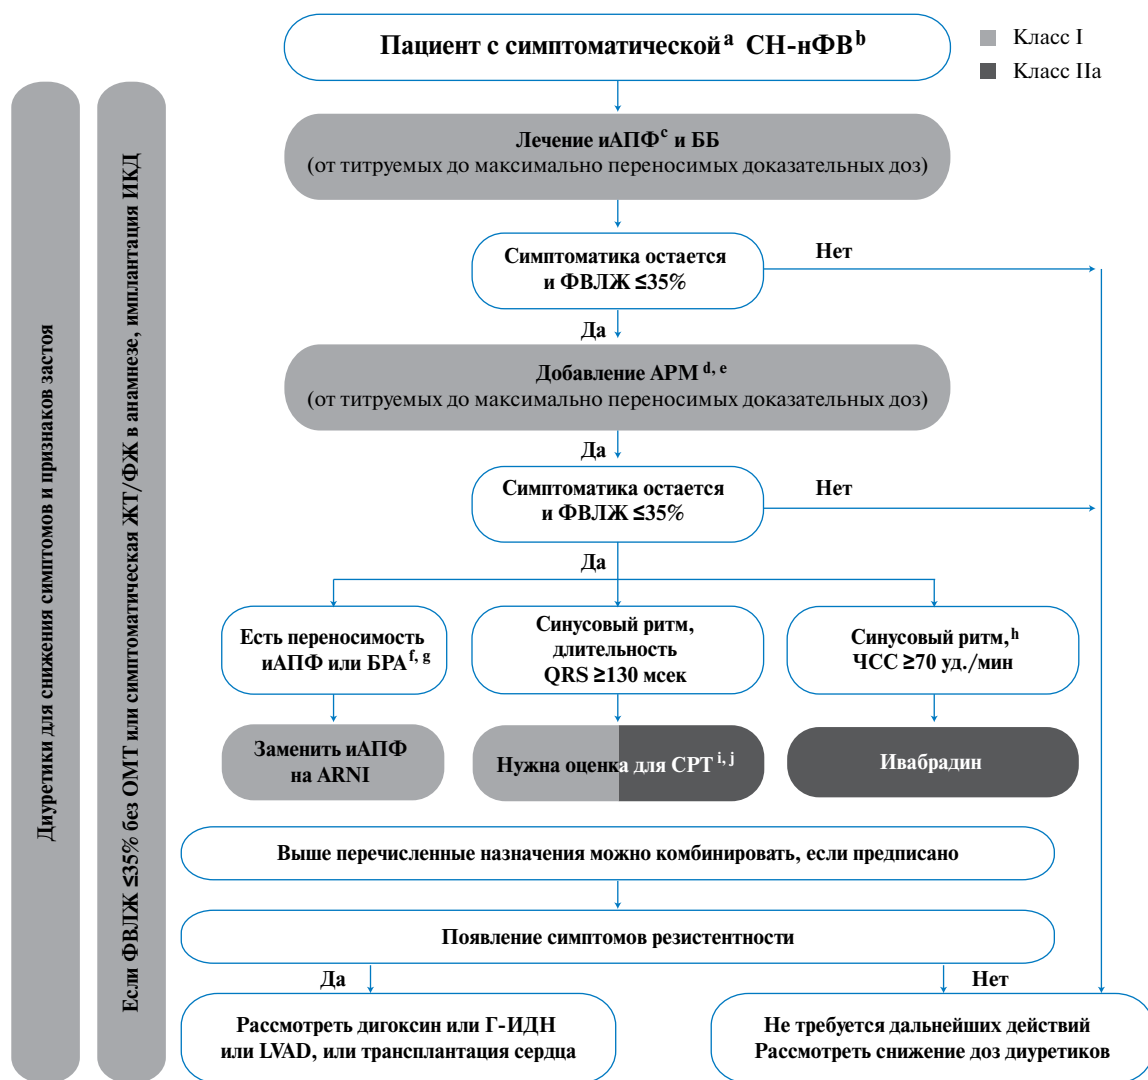 Пациент с симптоматической a СН-нФВ b
Класс I
Класс IIa
Диуретики для снижения симптомов и признаков застоя
Если ФВЛЖ ≤35% без ОМТ или симптоматическая ЖТ/ФЖ в анамнезе, имплантация ИКД
Лечение иАПФ c и ББ
(от титруемых до максимально переносимых доказательных доз)
Симптоматика остается
и ФВЛЖ ≤35%
Нет
Да
Добавление АРМ d, e
(от титруемых до максимально переносимых доказательных доз)
Да
Симптоматика остается
и ФВЛЖ ≤35%
Нет
Да
Есть переносимость
иАПФ или БРА f, g
Синусовый ритм,
длительность
QRS ≥130 мсек
Синусовый ритм, h
ЧСС ≥70 уд./мин
Заменить иАПФ
на ARNI
Нужна оценка для СРТ i, j
Ивабрадин
Выше перечисленные назначения можно комбинировать, если предписано
Появление симптомов резистентности
Да
Нет
Рассмотреть дигоксин или Г-ИДН
или LVAD, или трансплантация сердца
Не требуется дальнейших действий
Рассмотреть снижение доз диуретиков